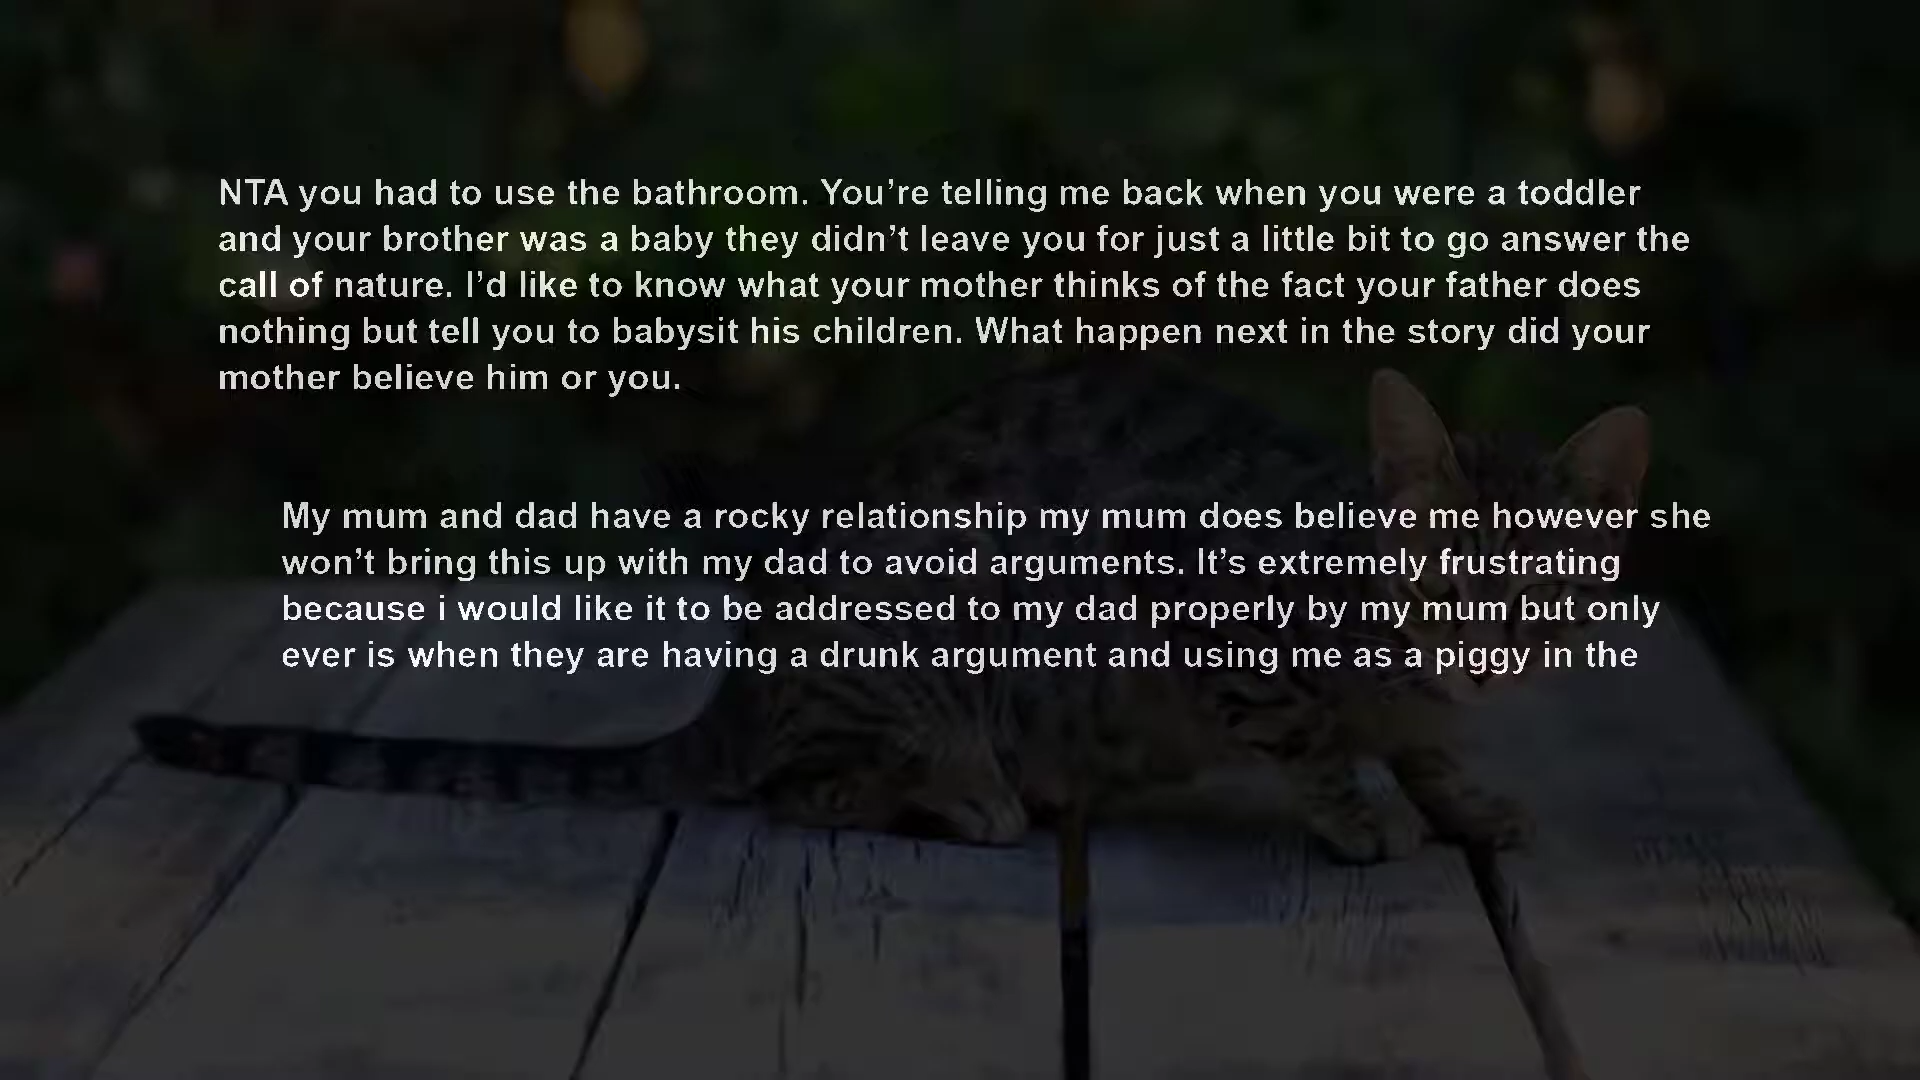 NTA you had to use the bathroom. You’re telling me back when you were a toddler
and your brother was a baby they didn’t leave you for just a little bit to go answer the
call of nature. I’d like to know what your mother thinks of the fact your father does
nothing but tell you to babysit his children. What happen next in the story did your
mother believe him or you.
My mum and dad have a rocky relationship my mum does believe me however she
won’t bring this up with my dad to avoid arguments. It’s extremely frustrating
because i would like it to be addressed to my dad properly by my mum but only
ever is when they are having a drunk argument and using me as a piggy in the